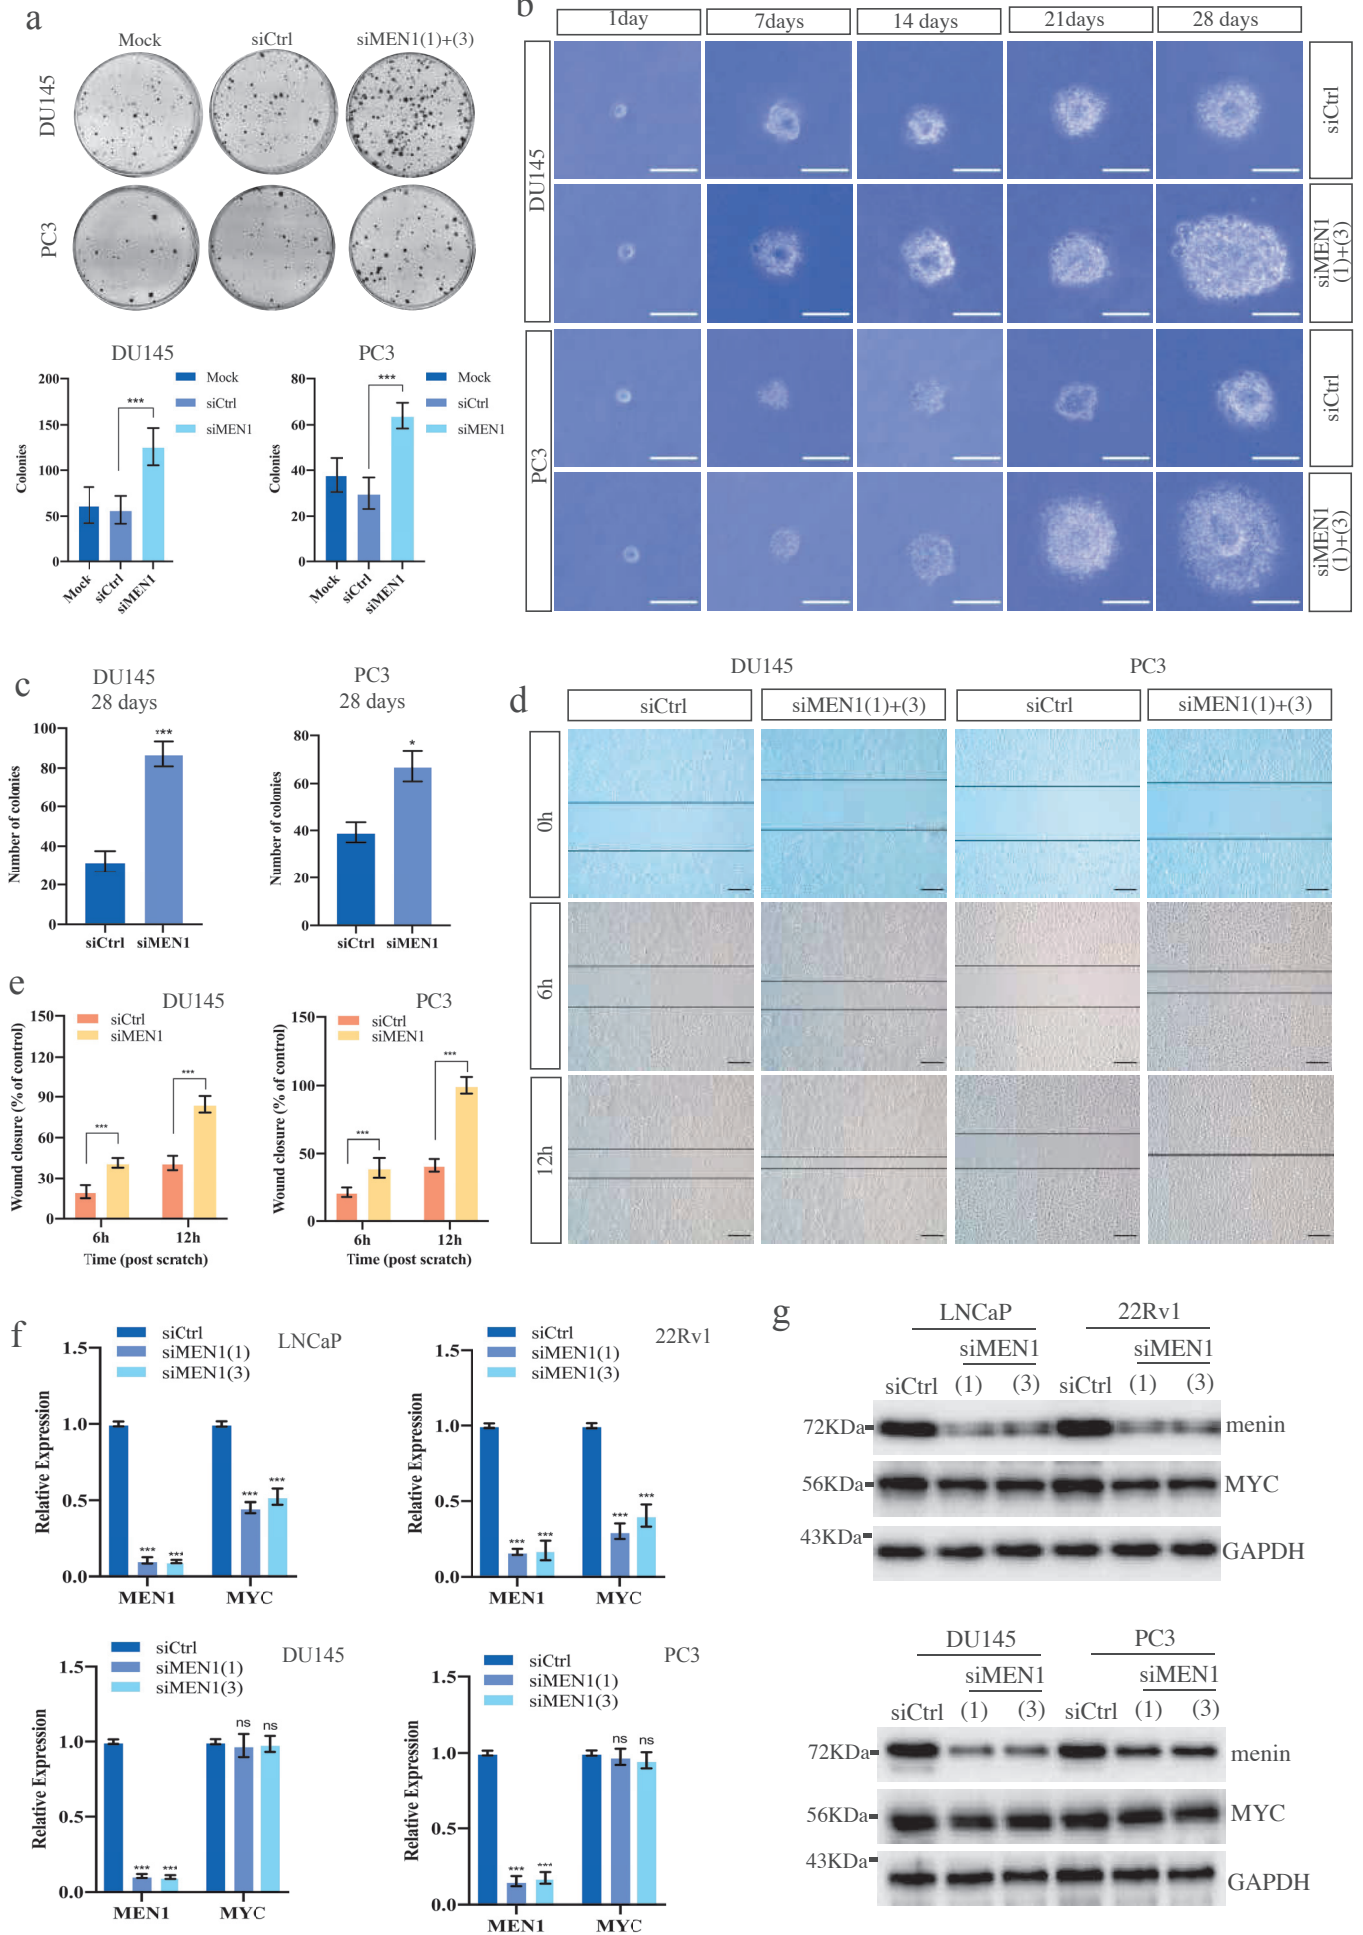 a
Mock
siCtrl
siMEN1(1)+(3)
DU145
PC3
DU145
200
150
100
50
0
Colonies
***
Mock
siCtrl
siMEN1
Mock
siCtrl
siMEN1
PC3
80
60
40
20
0
Colonies
***
Mock
siCtrl
siMEN1
Mock
siCtrl
siMEN1
b
1day
7days
14 days
21days
28 days
DU145
PC3
siCtrl
siMEN1
(1)+(3)
siCtrl
siMEN1
(1)+(3)
c
DU145
28 days
100
80
60
40
20
0
Number of colonies
***
siCtrl
siMEN1
PC3
28 days
80
60
40
20
0
Number of colonies
*
siCtrl
siMEN1
d
DU145
PC3
siCtrl
siMEN1(1)+(3)
siCtrl
siMEN1(1)+(3)
0h
6h
12h
e
DU145
150
120
90
60
30
0
Wound closure (% of control)
siCtrl
siMEN1
***
***
6h
12h
Time (post scratch)
PC3
150
100
50
0
Wound closure (% of control)
siCtrl
siMEN1
***
***
6h
12h
Time (post scratch)
f
siCtrl
siMEN1(1)
siMEN1(3)
LNCaP
1.5
1.0
0.5
0.0
Relative Expression
*** ***
*** ***
MEN1
MYC
siCtrl
siMEN1(1)
siMEN1(3)
22Rv1
1.5
1.0
0.5
0.0
Relative Expression
*** ***
*** ***
MEN1
MYC
siCtrl
siMEN1(1)
siMEN1(3)
DU145
1.5
1.0
0.5
0.0
Relative Expression
*** ***
ns ns
MEN1
MYC
siCtrl
siMEN1(1)
siMEN1(3)
PC3
1.5
1.0
0.5
0.0
Relative Expression
*** ***
ns ns
MEN1
MYC
g
LNCaP
22Rv1
siMEN1
siMEN1
siCtrl (1) (3) siCtrl (1) (3)
72KDa
menin
56KDa
MYC
43KDa
GAPDH
DU145
PC3
siMEN1
siMEN1
siCtrl (1) (3) siCtrl (1) (3)
72KDa
menin
56KDa
MYC
43KDa
GAPDH